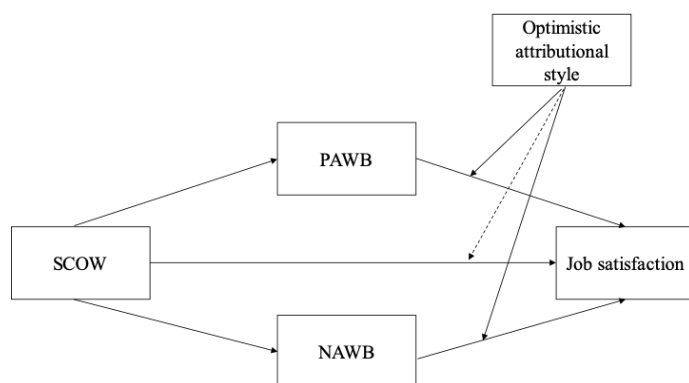 Optimistic
attributional
style
PAWB
SCOW
Job satisfaction
NAWB